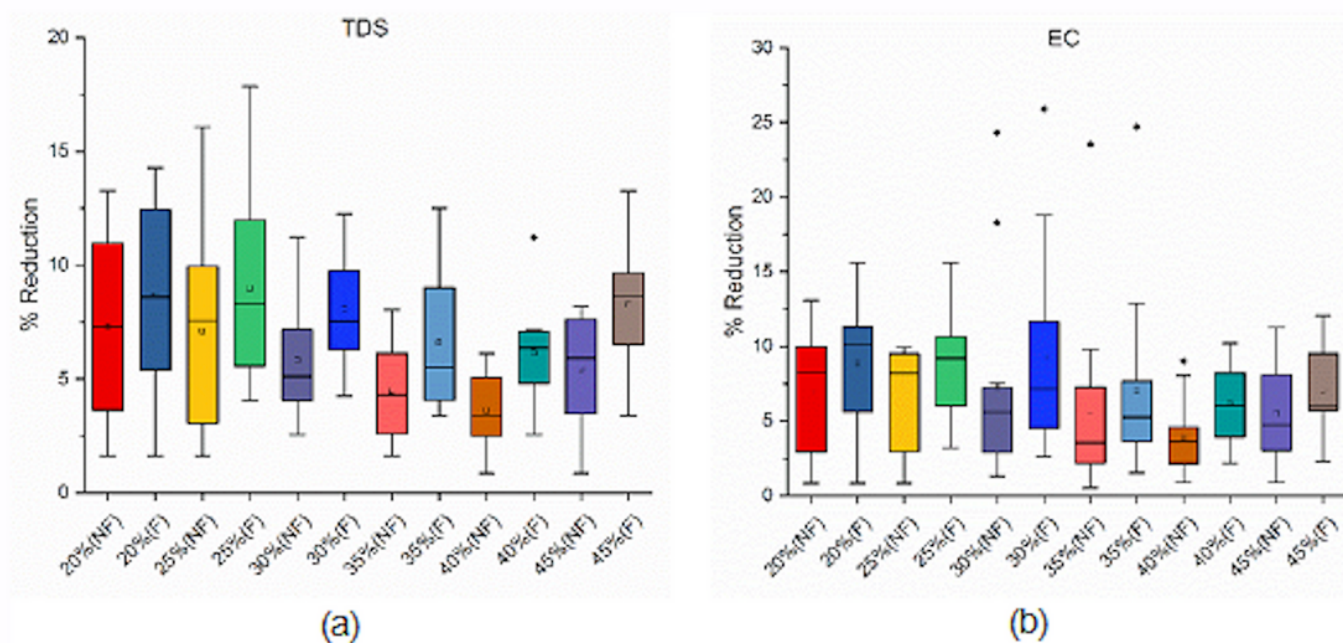 TDS
% Reduction
20
15
10
5
0
20%(NF)
20%(F)
25%(NF)
25%(F)
30%(NF)
30%(F)
35%(NF)
35%(F)
40%(NF)
40%(F)
45%(NF)
45%(F)
(a)
EC
% Reduction
30
25
20
15
10
5
0
20%(NF)
20%(F)
25%(NF)
25%(F)
30%(NF)
30%(F)
35%(NF)
35%(F)
40%(NF)
40%(F)
45%(NF)
45%(F)
(b)